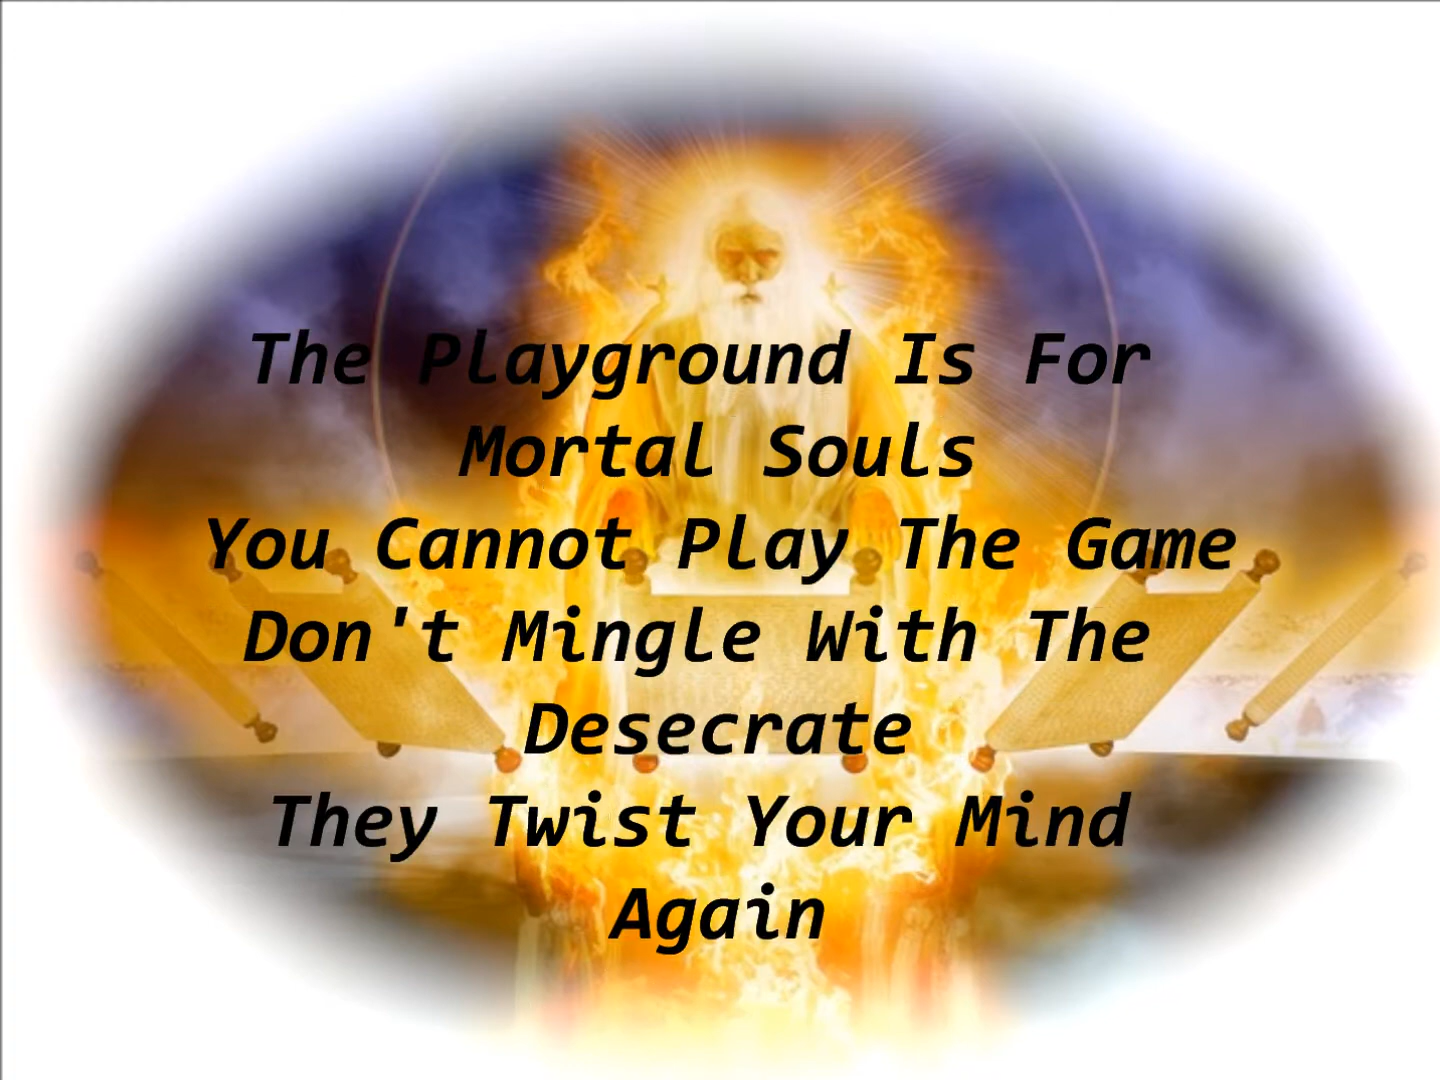 The Playground Is For
Mortal Souls
You Cannot Play The Game
Don't Mingle With The
Desecrate
They Twist Your Mind
Again